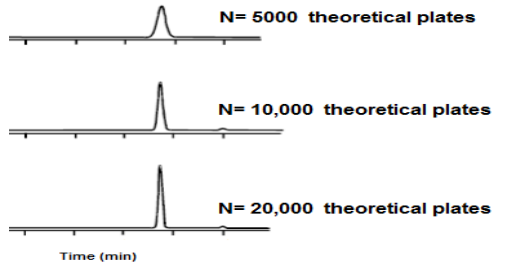 N= 5000 theoretical plates
N= 10,000 theoretical plates
N= 20,000 theoretical plates
Time (min)